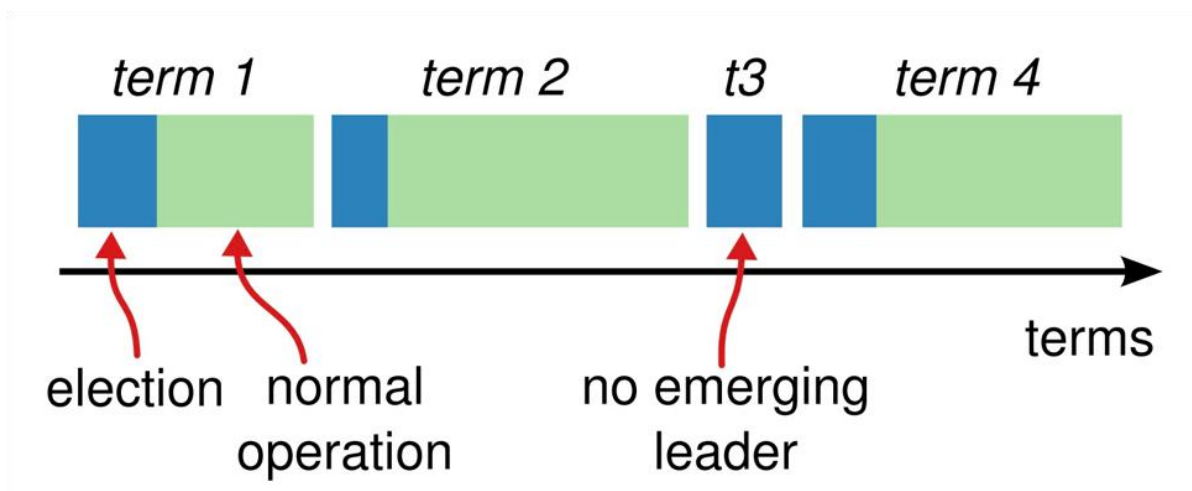 term 1
term 2
t3
term 4
terms
election
normal
operation
no emerging
leader